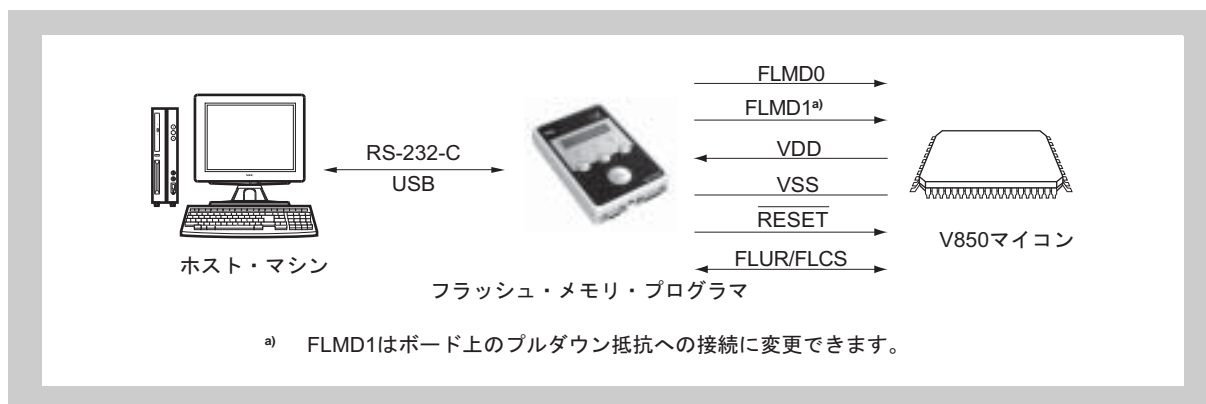 FLMD0
FLMD1a)
RS-232-C
USB
VDD
VSS
RESET
FLUR/FLCS
V850マイコン
ホスト・マシン
フラッシュ・メモリ・プログラマ
a) FLMD1はボード上のプルダウン抵抗への接続に変更できます。